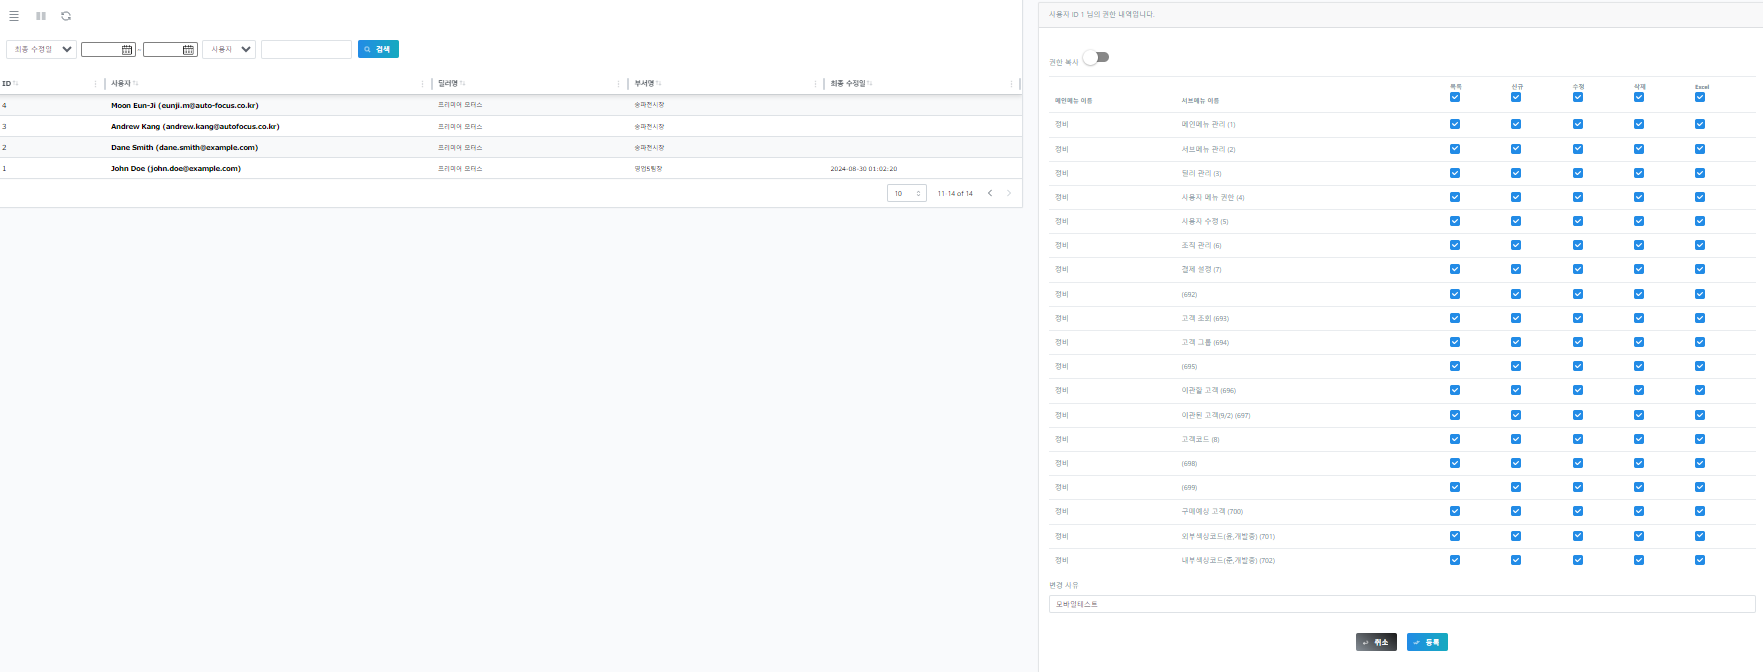 최종 수정일 - 사용자 검색
ID 사용자 딜러명 부서명 최종 수정일
4 Moon Eun-Ji (eunji.m@auto-focus.co.kr) 프리미어 모터스 송파전시장
3 Andrew Kang (andrew.kang@autofocus.co.kr) 프리미어 모터스 송파전시장
2 Dane Smith (dane.smith@example.com) 프리미어 모터스 송파전시장
1 John Doe (john.doe@example.com) 프리미어 모터스 영업5팀장 2024-08-30 01:02:20
10 11-14 of 14
사용자 ID 1 님의 권한 내역입니다.
권한 복사
메인메뉴 이름 서브메뉴 이름 목록 신규 수정 삭제 Excel
정비 메인메뉴 관리 (1)
정비 서브메뉴 관리 (2)
정비 딜러 관리 (3)
정비 사용자 메뉴 권한 (4)
정비 사용자 수정 (5)
정비 조직 관리 (6)
정비 결제 설정 (7)
정비 (692)
정비 고객 조회 (693)
정비 고객 그룹 (694)
정비 (695)
정비 이관할 고객 (696)
정비 이관된 고객(9/2) (697)
정비 고객코드 (8)
정비 (698)
정비 (699)
정비 구매예상 고객 (700)
정비 외부색상코드(윤,개발중) (701)
정비 내부색상코드(준,개발중) (702)
변경 사유
모바일테스트
취소 등록